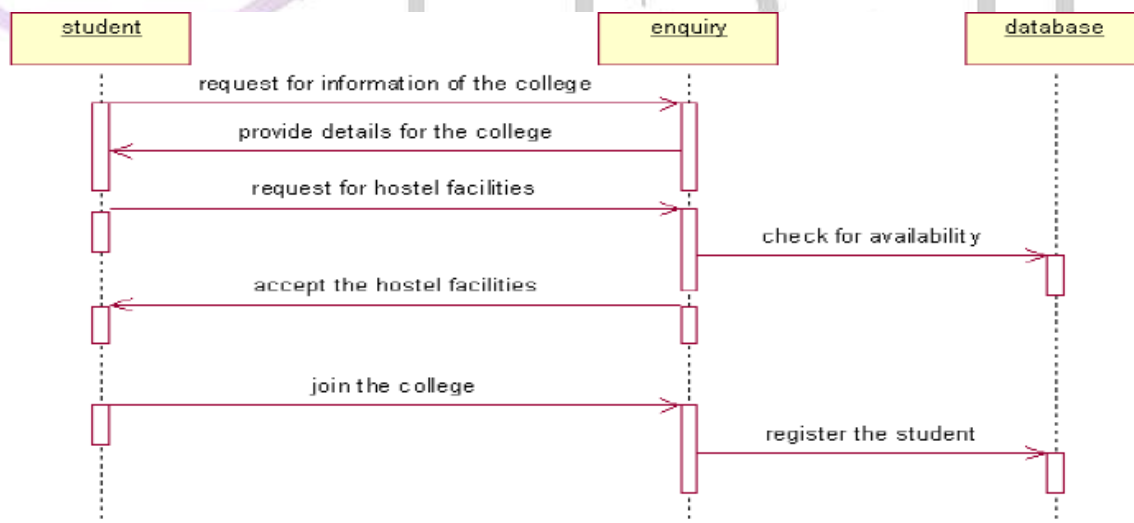 student
enquiry
database
request for information of the college
provide details for the college
request for hostel facilities
check for availability
accept the hostel facilities
join the college
register the student